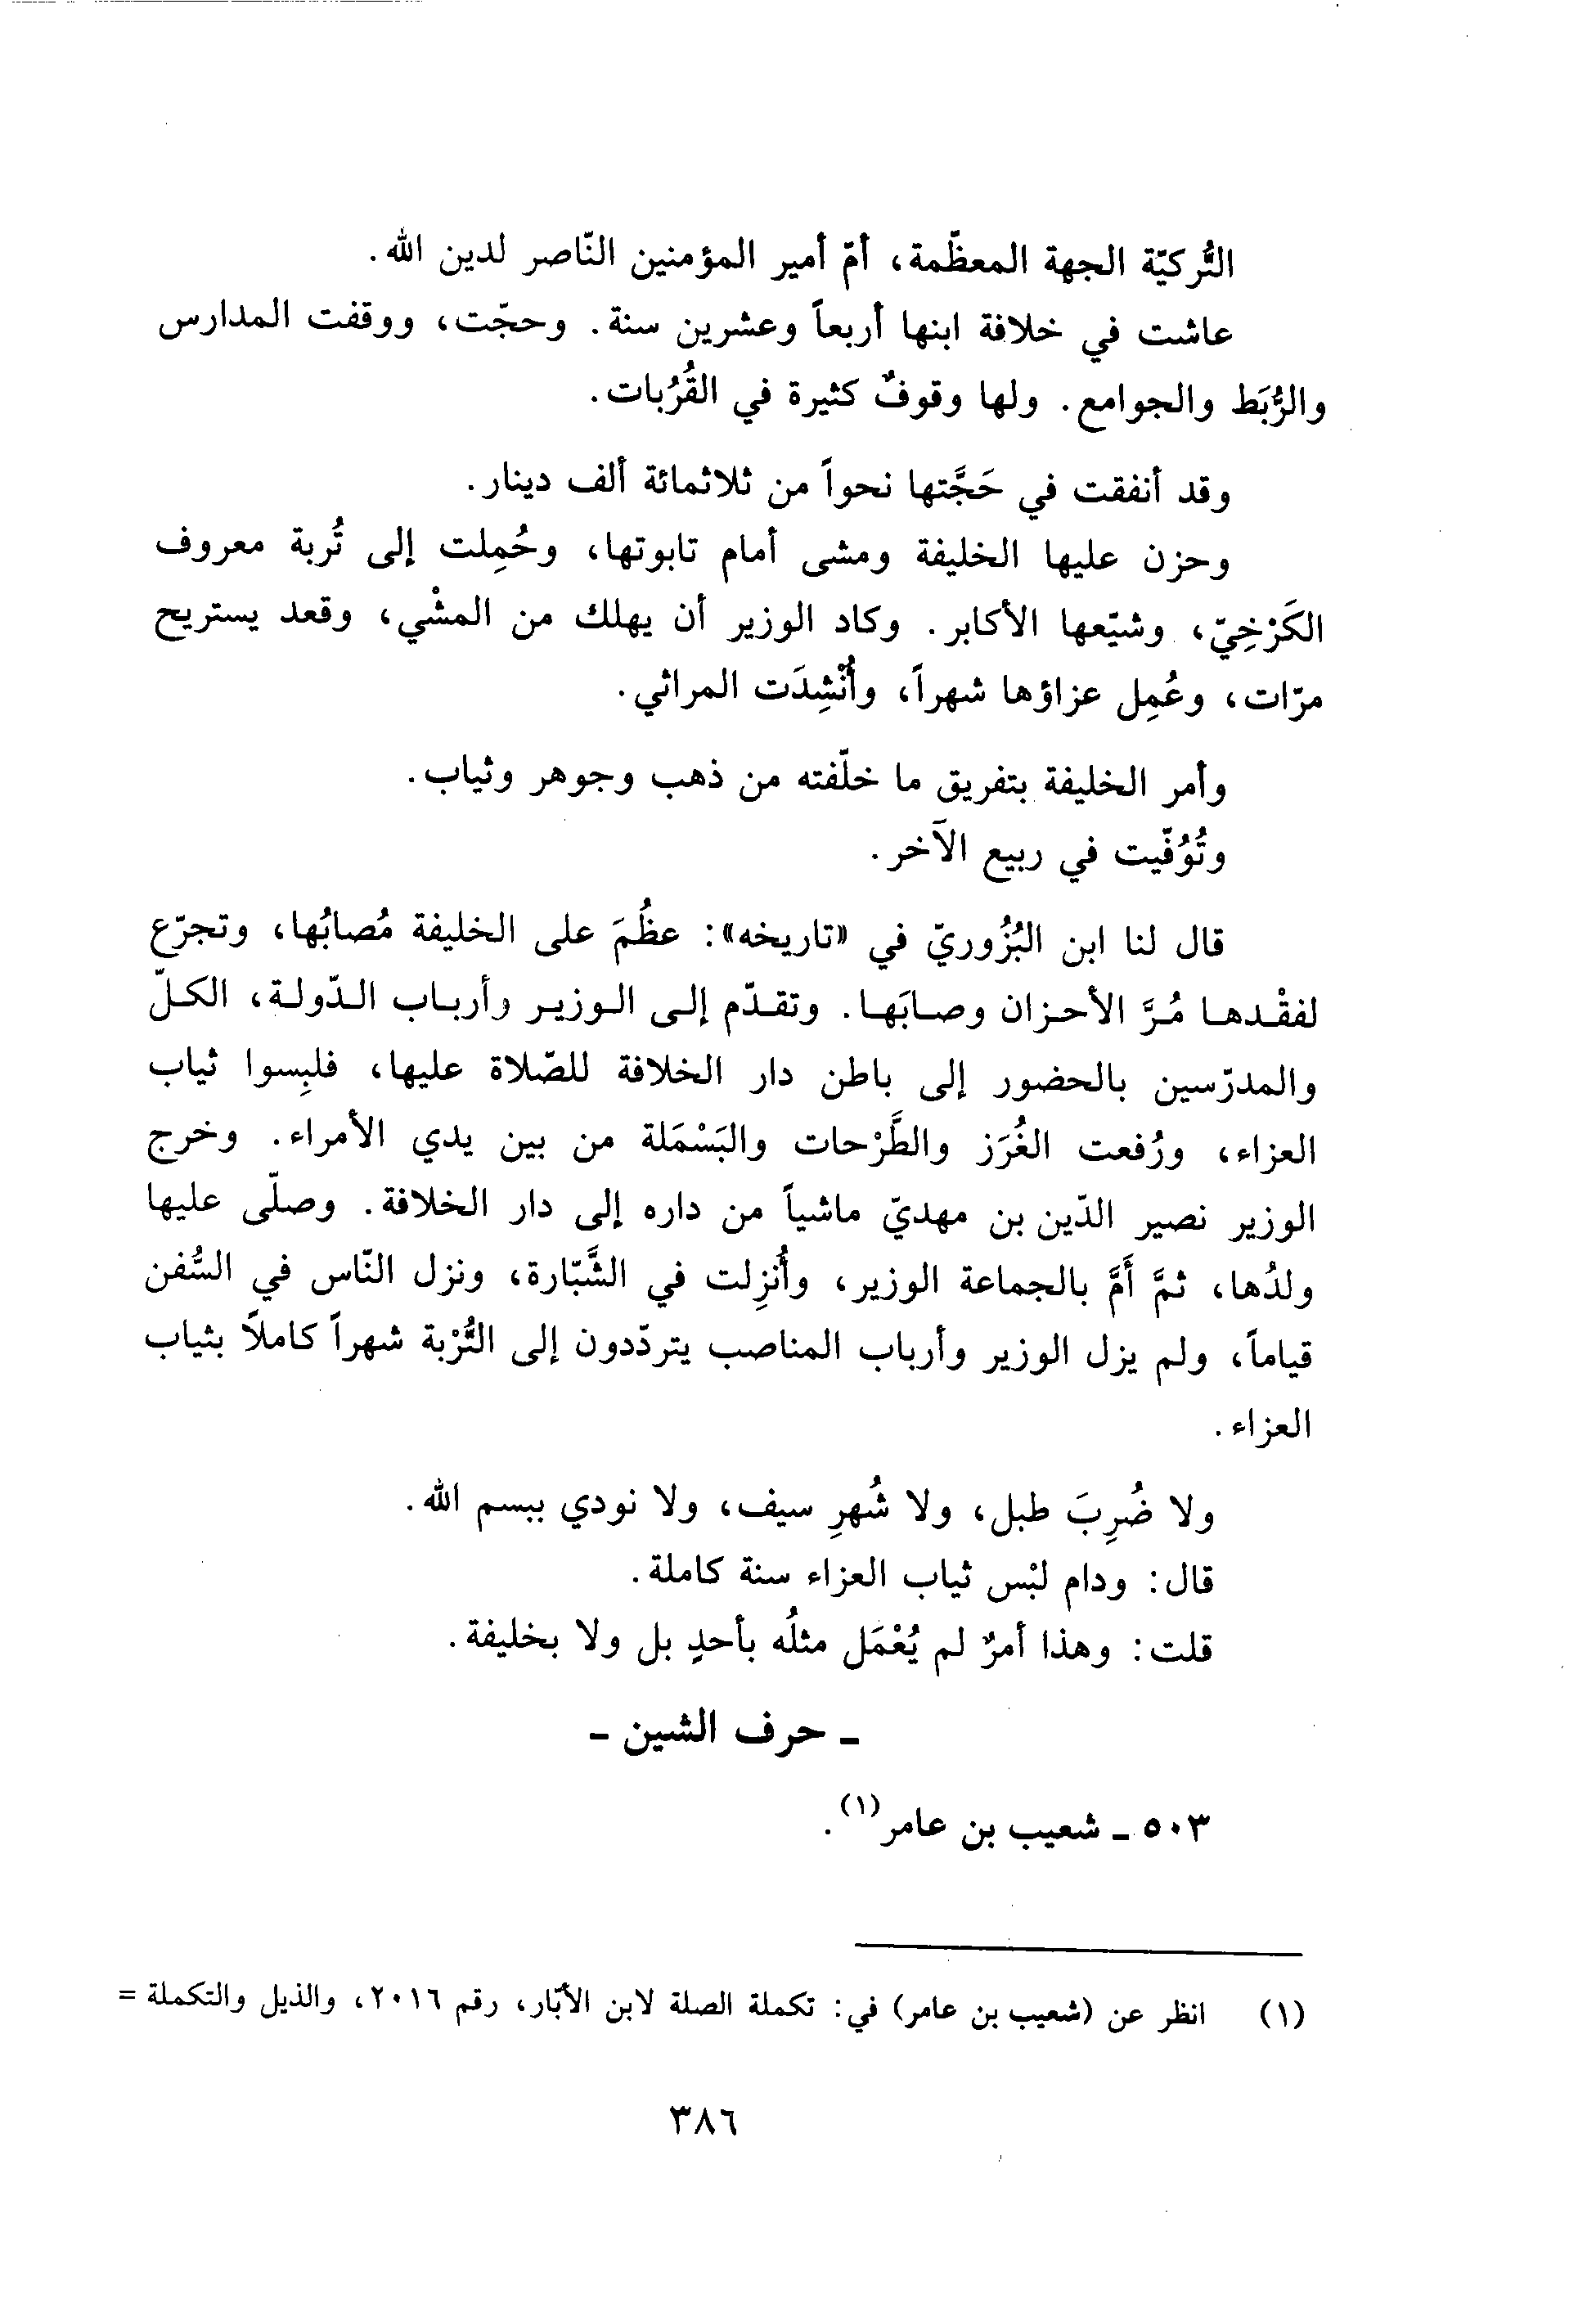 التُّركيّة الجهة المعظّمة، أمّ أمير المؤمنين النّاصر لدين الله.
عاشت في خلافة ابنها أربعاً وعشرين سنة. وحجّت، ووقفت المدارس
والرُّبَط والجوامع. ولها وقوفٌ كثيرة في القُرُبات.
وقد أنفقت في حَجَّتها نحواً من ثلاثمائة ألف دينار.
وحزن عليها الخليفة ومشى أمام تابوتها، وحُمِلت إلى تُربة معروف
الكَرْخِيّ، وشيّعها الأكابر. وكاد الوزير أن يهلك من المشْي، وقعد يستريح
مرّات، وعُمِل عزاؤها شهراً، وأُنْشِدَت المراثي.
وأمر الخليفة بتفريق ما خلّفته من ذهب وجوهر وثياب.
وتُوُفّيت في ربيع الآخر.
قال لنا ابن البُزُوريّ في «تاريخه»: عظُمَ على الخليفة مُصابُها، وتجرّع
لفقْدها مُرَّ الأحزان وصابَها. وتقدّم إلى الوزير وأرباب الدّولة، الكلّ
والمدرّسين بالحضور إلى باطن دار الخلافة للصّلاة عليها، فلبِسوا ثياب
العزاء، ورُفعت الغُرَز والطَّرْحات والبَسْمَلة من بين يدي الأمراء. وخرج
الوزير نصير الدّين بن مهديّ ماشياً من داره إلى دار الخلافة. وصلّى عليها
ولدُها، ثمَّ أَمَّ بالجماعة الوزير، وأُنزِلت في الشَّبّارة، ونزل النّاس في السُّفن
قياماً، ولم يزل الوزير وأرباب المناصب يتردّدون إلى التُّرْبة شهراً كاملاً بثياب
العزاء.
ولا ضُرِبَ طبل، ولا شُهرِ سيف، ولا نودي ببسم الله.
قال: ودام لبْس ثياب العزاء سنة كاملة.
قلت: وهذا أمرٌ لم يُعْمَل مثلُه بأحدٍ بل ولا بخليفة.
ـ حرف الشين ـ
٥٠٣ ـ شعيب بن عامر(١).
(١) انظر عن (شعيب بن عامر) في: تكملة الصلة لابن الأبّار، رقم ٢٠١٦، والذيل والتكملة =
٣٨٦